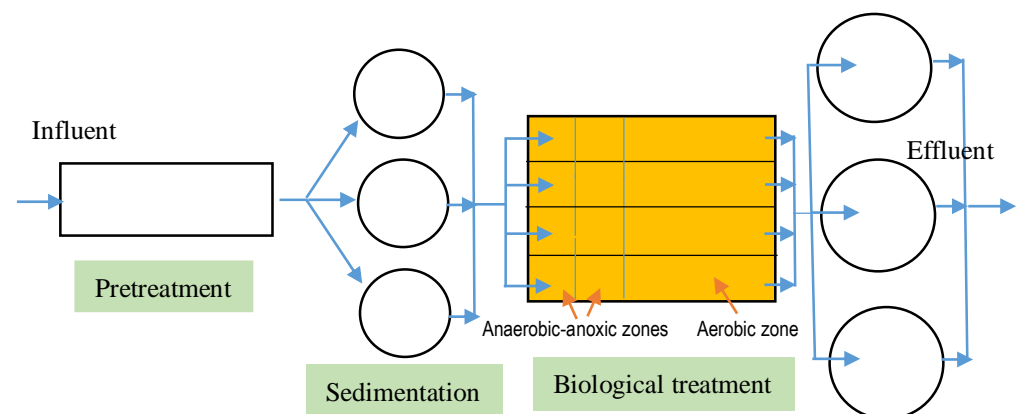 Influent
Effluent
Pretreatment
Anaerobic-anoxic zones
Aerobic zone
Sedimentation
Biological treatment